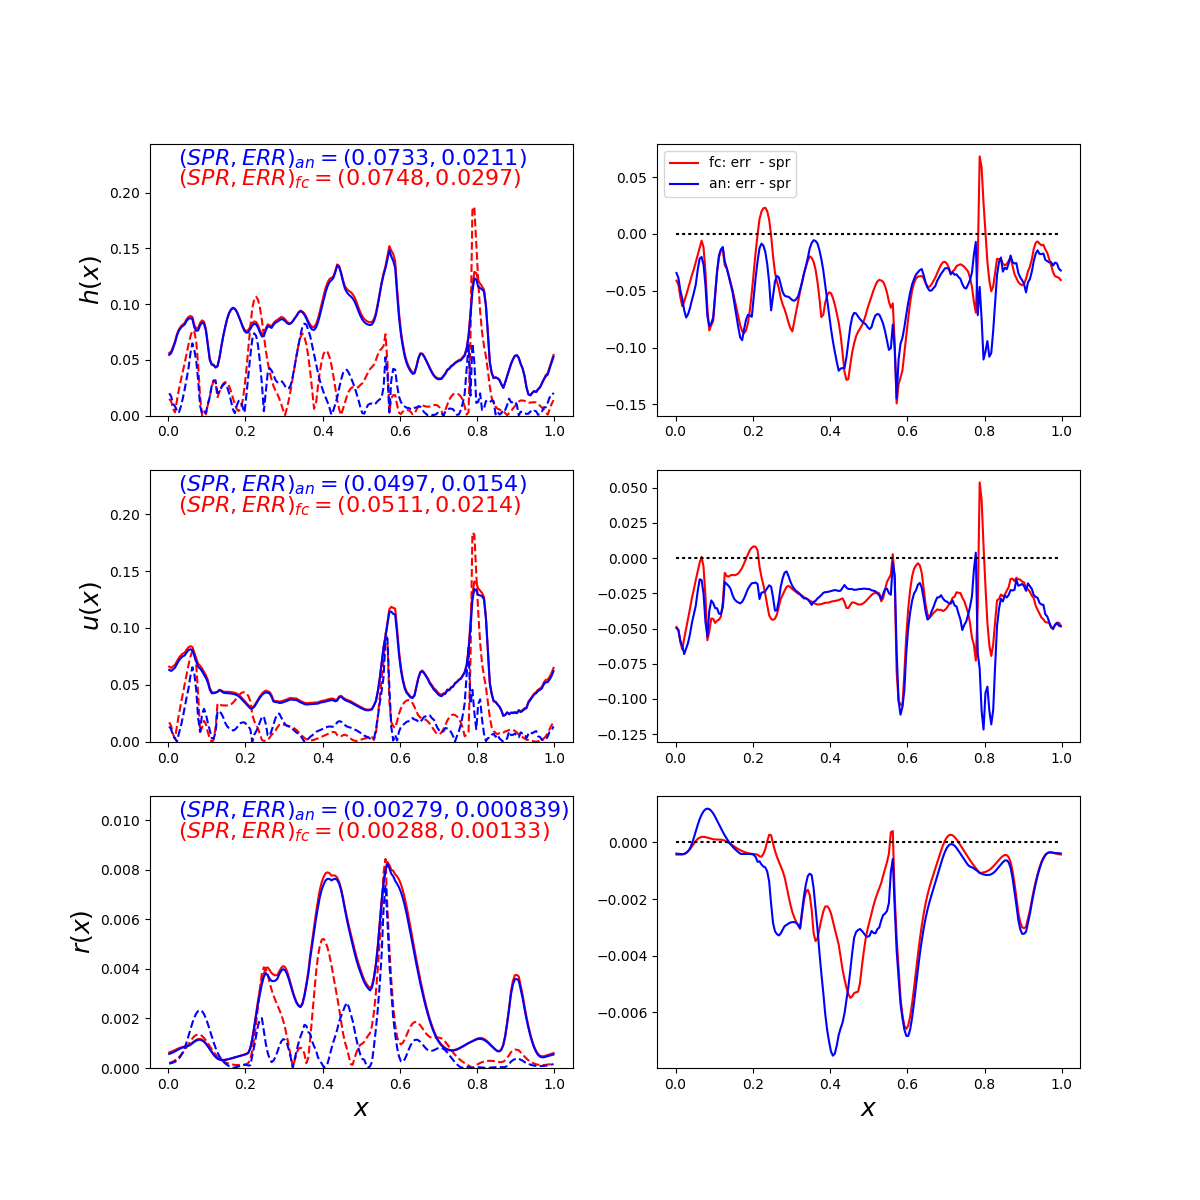 (SPR, ERR)an = (0.0733, 0.0211)
(SPR, ERR)fc = (0.0748, 0.0297)
h(x)
0.20
0.15
0.10
0.05
0.00
0.0 0.2 0.4 0.6 0.8 1.0
fc: err - spr
an: err - spr
0.05
0.00
−0.05
−0.10
−0.15
0.0 0.2 0.4 0.6 0.8 1.0
(SPR, ERR)an = (0.0497, 0.0154)
(SPR, ERR)fc = (0.0511, 0.0214)
u(x)
0.20
0.15
0.10
0.05
0.00
0.0 0.2 0.4 0.6 0.8 1.0
0.050
0.025
0.000
−0.025
−0.050
−0.075
−0.100
−0.125
0.0 0.2 0.4 0.6 0.8 1.0
(SPR, ERR)an = (0.00279, 0.000839)
(SPR, ERR)fc = (0.00288, 0.00133)
r(x)
0.010
0.008
0.006
0.004
0.002
0.000
0.0 0.2 0.4 0.6 0.8 1.0
x
0.000
−0.002
−0.004
−0.006
0.0 0.2 0.4 0.6 0.8 1.0
x